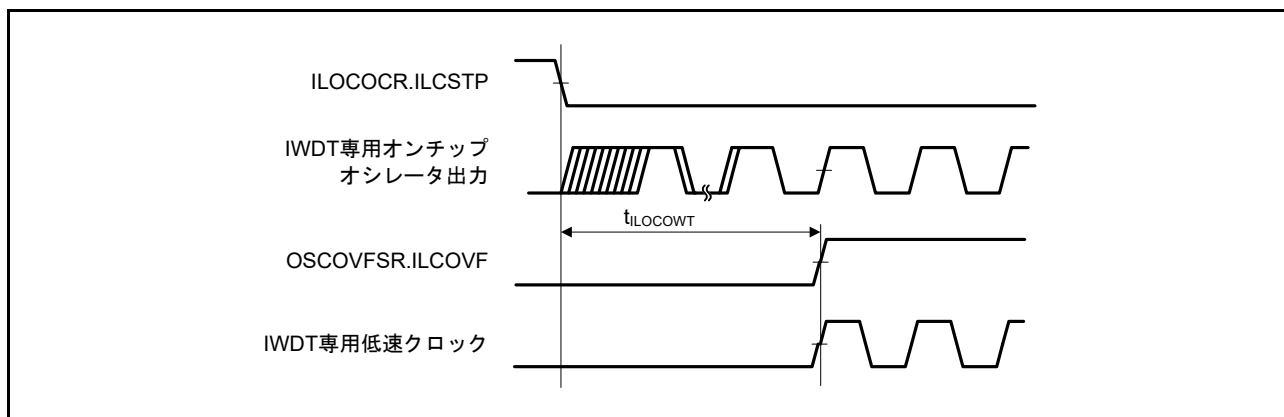 ILOCOCR.ILCSTP
IWDT専用オンチップ
オシレータ出力
tILOCOWT
OSCOVFSR.ILCOVF
IWDT専用低速クロック